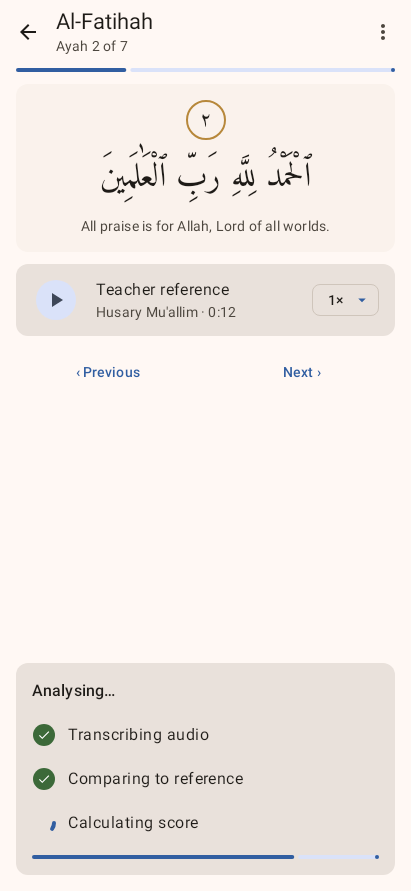 Al-Fatihah
Ayah 2 of 7
٢
ٱلْحَمْدُ لِلَّهِ رَبِّ ٱلْعَٰلَمِينَ
All praise is for Allah, Lord of all worlds.
Teacher reference
Husary Mu'allim · 0:12
1×
‹ Previous
Next ›
Analysing…
Transcribing audio
Comparing to reference
Calculating score